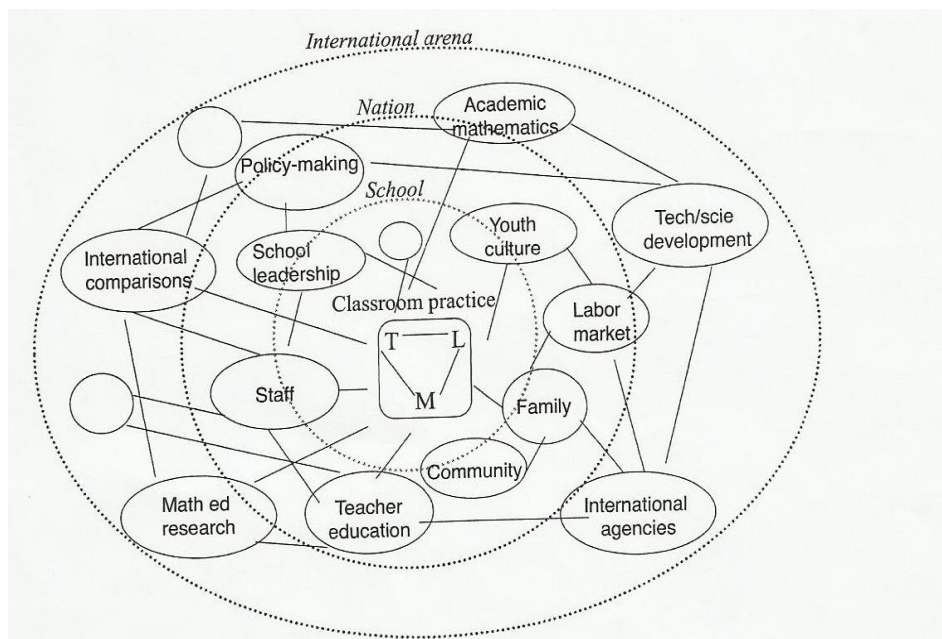 International arena
Nation
Academic
mathematics
Policy-making
School
Tech/scie
development
Youth
culture
School
leadership
International
comparisons
Classroom practice
Labor
market
T
L
M
Staff
Family
Community
Math ed
research
Teacher
education
International
agencies